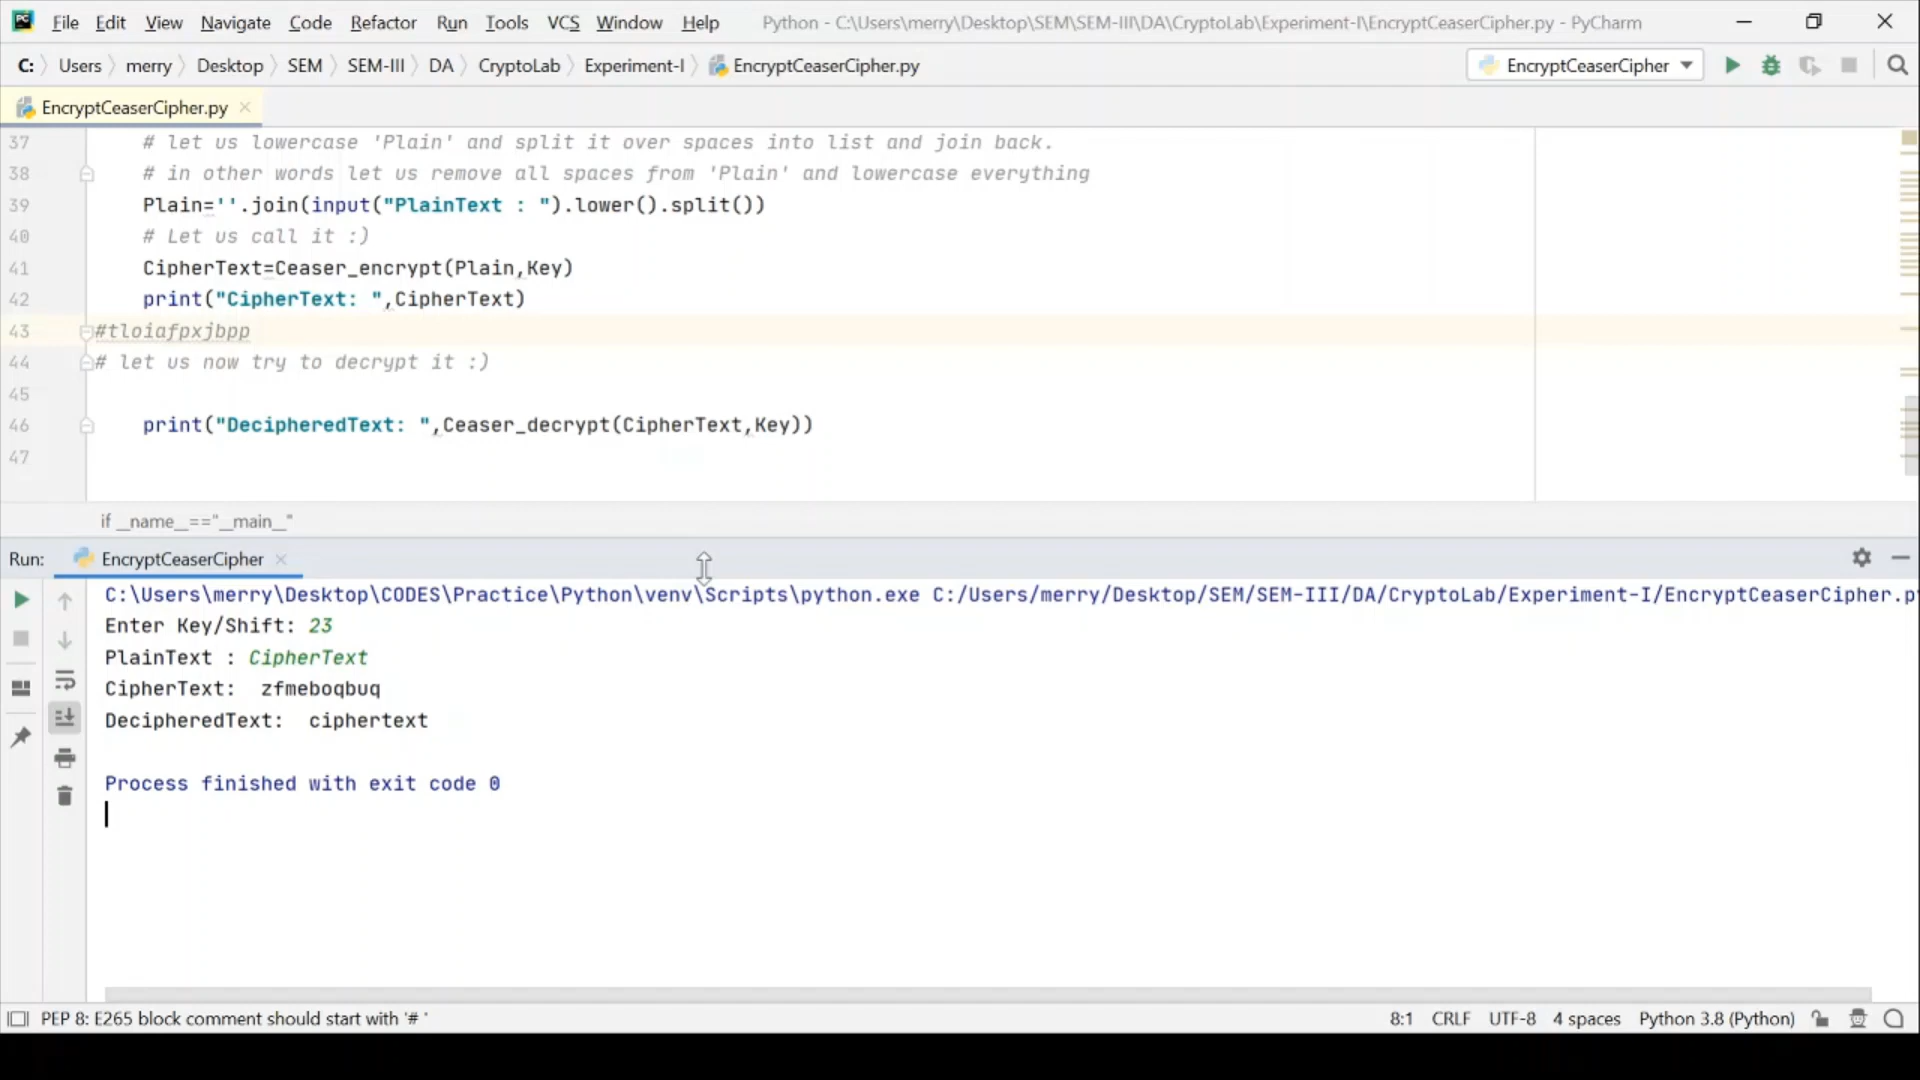 File Edit View Navigate Code Refactor Run Tools VCS Window Help Python - C:\Users\merry\Desktop\SEM\SEM-III\DA\CryptoLab\Experiment-I\EncryptCeaserCipher.py - PyCharm
C: Users merry Desktop SEM SEM-III DA CryptoLab Experiment-I EncryptCeaserCipher.py EncryptCeaserCipher
EncryptCeaserCipher.py
37 # let us lowercase 'Plain' and split it over spaces into list and join back.
38 # in other words let us remove all spaces from 'Plain' and lowercase everything
39 Plain=''.join(input("PlainText : ").lower().split())
40 # Let us call it :)
41 CipherText=Ceaser_encrypt(Plain,Key)
42 print("CipherText: ",CipherText)
43 #tloiafpxjbpp
44 # let us now try to decrypt it :)
45
46 print("DecipheredText: ",Ceaser_decrypt(CipherText,Key))
47
if __name__=="__main__"
Run: EncryptCeaserCipher
C:\Users\merry\Desktop\CODES\Practice\Python\venv\Scripts\python.exe C:/Users/merry/Desktop/SEM/SEM-III/DA/CryptoLab/Experiment-I/EncryptCeaserCipher.p
Enter Key/Shift: 23
PlainText : CipherText
CipherText:  zfmeboqbuq
DecipheredText:  ciphertext
Process finished with exit code 0
PEP 8: E265 block comment should start with '# ' 8:1 CRLF UTF-8 4 spaces Python 3.8 (Python)